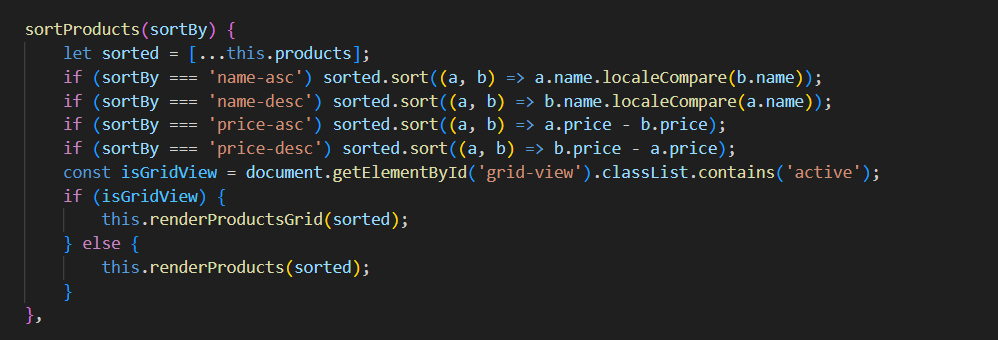 sortProducts(sortBy) {
    let sorted = [...this.products];
    if (sortBy === 'name-asc') sorted.sort((a, b) => a.name.localeCompare(b.name));
    if (sortBy === 'name-desc') sorted.sort((a, b) => b.name.localeCompare(a.name));
    if (sortBy === 'price-asc') sorted.sort((a, b) => a.price - b.price);
    if (sortBy === 'price-desc') sorted.sort((a, b) => b.price - a.price);
    const isGridView = document.getElementById('grid-view').classList.contains('active');
    if (isGridView) {
        this.renderProductsGrid(sorted);
    } else {
        this.renderProducts(sorted);
    }
},